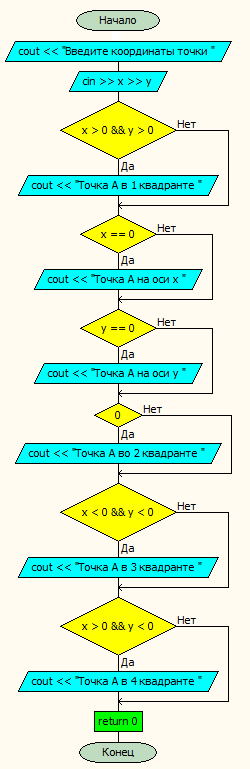 Начало
cout << "Введите координаты точки "
cin >> x >> y
x > 0 && y > 0
Нет
Да
cout << "Точка А в 1 квадранте "
x == 0
Нет
Да
cout << "Точка А на оси x "
y == 0
Нет
Да
cout << "Точка А на оси y "
0
Нет
Да
cout << "Точка А во 2 квадранте "
x < 0 && y < 0
Нет
Да
cout << "Точка А в 3 квадранте "
x > 0 && y < 0
Нет
Да
cout << "Точка А в 4 квадранте "
return 0
Конец